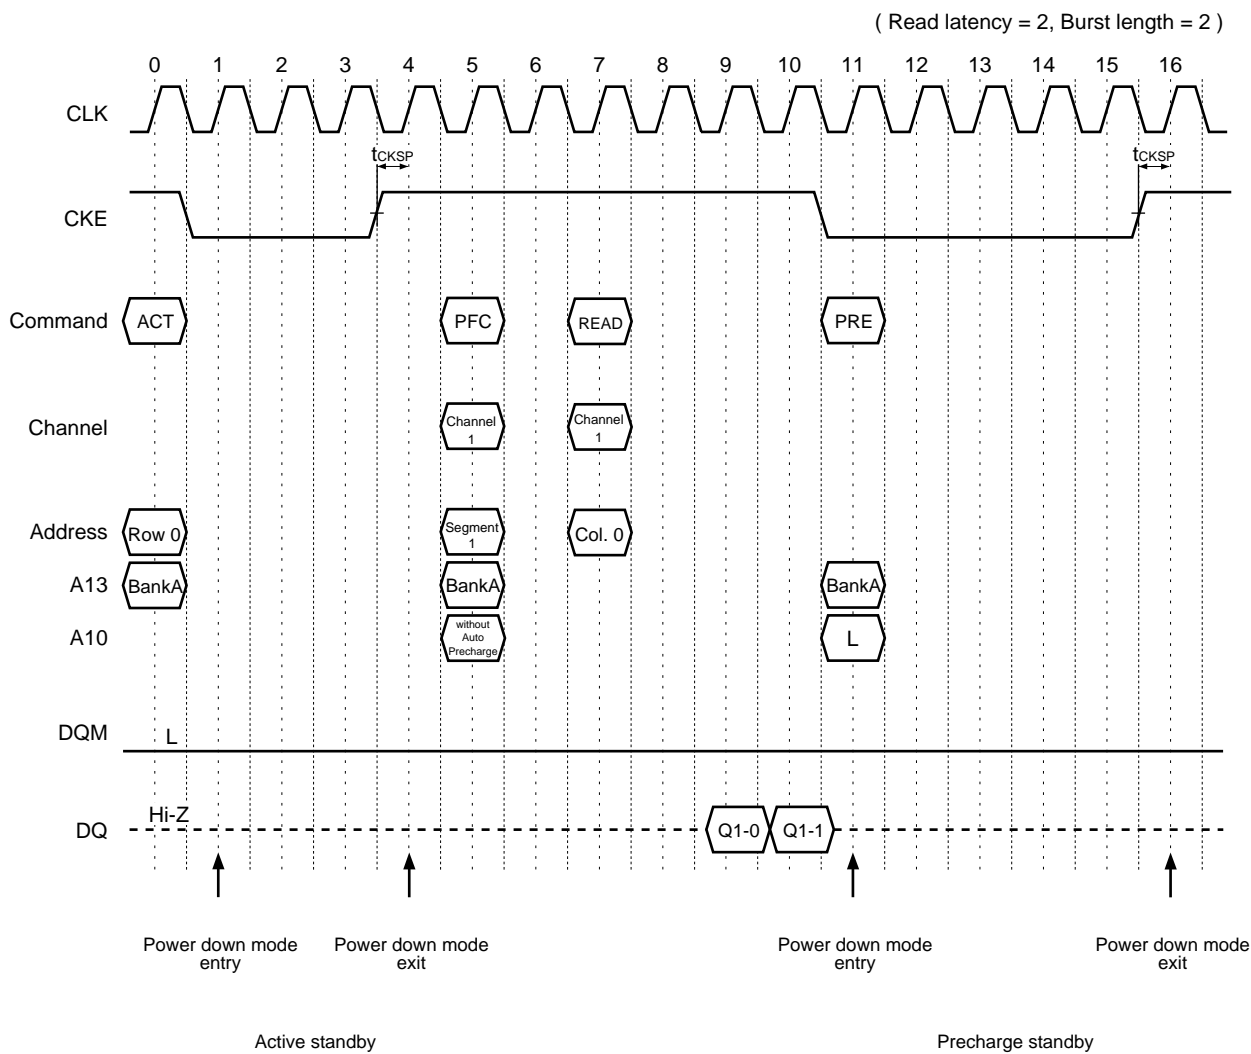 ( Read latency = 2, Burst length = 2 )
0 1 2 3 4 5 6 7 8 9 10 11 12 13 14 15 16
CLK
tCKSP tCKSP
CKE
Command ACT PFC READ PRE
Channel Channel 1 Channel 1
Address Row 0 Segment 1 Col. 0
A13 BankA BankA BankA
A10 without Auto Precharge L
DQM L
Hi-Z
DQ Q1-0 Q1-1
Power down mode entry
Power down mode exit
Power down mode entry
Power down mode exit
Active standby Precharge standby